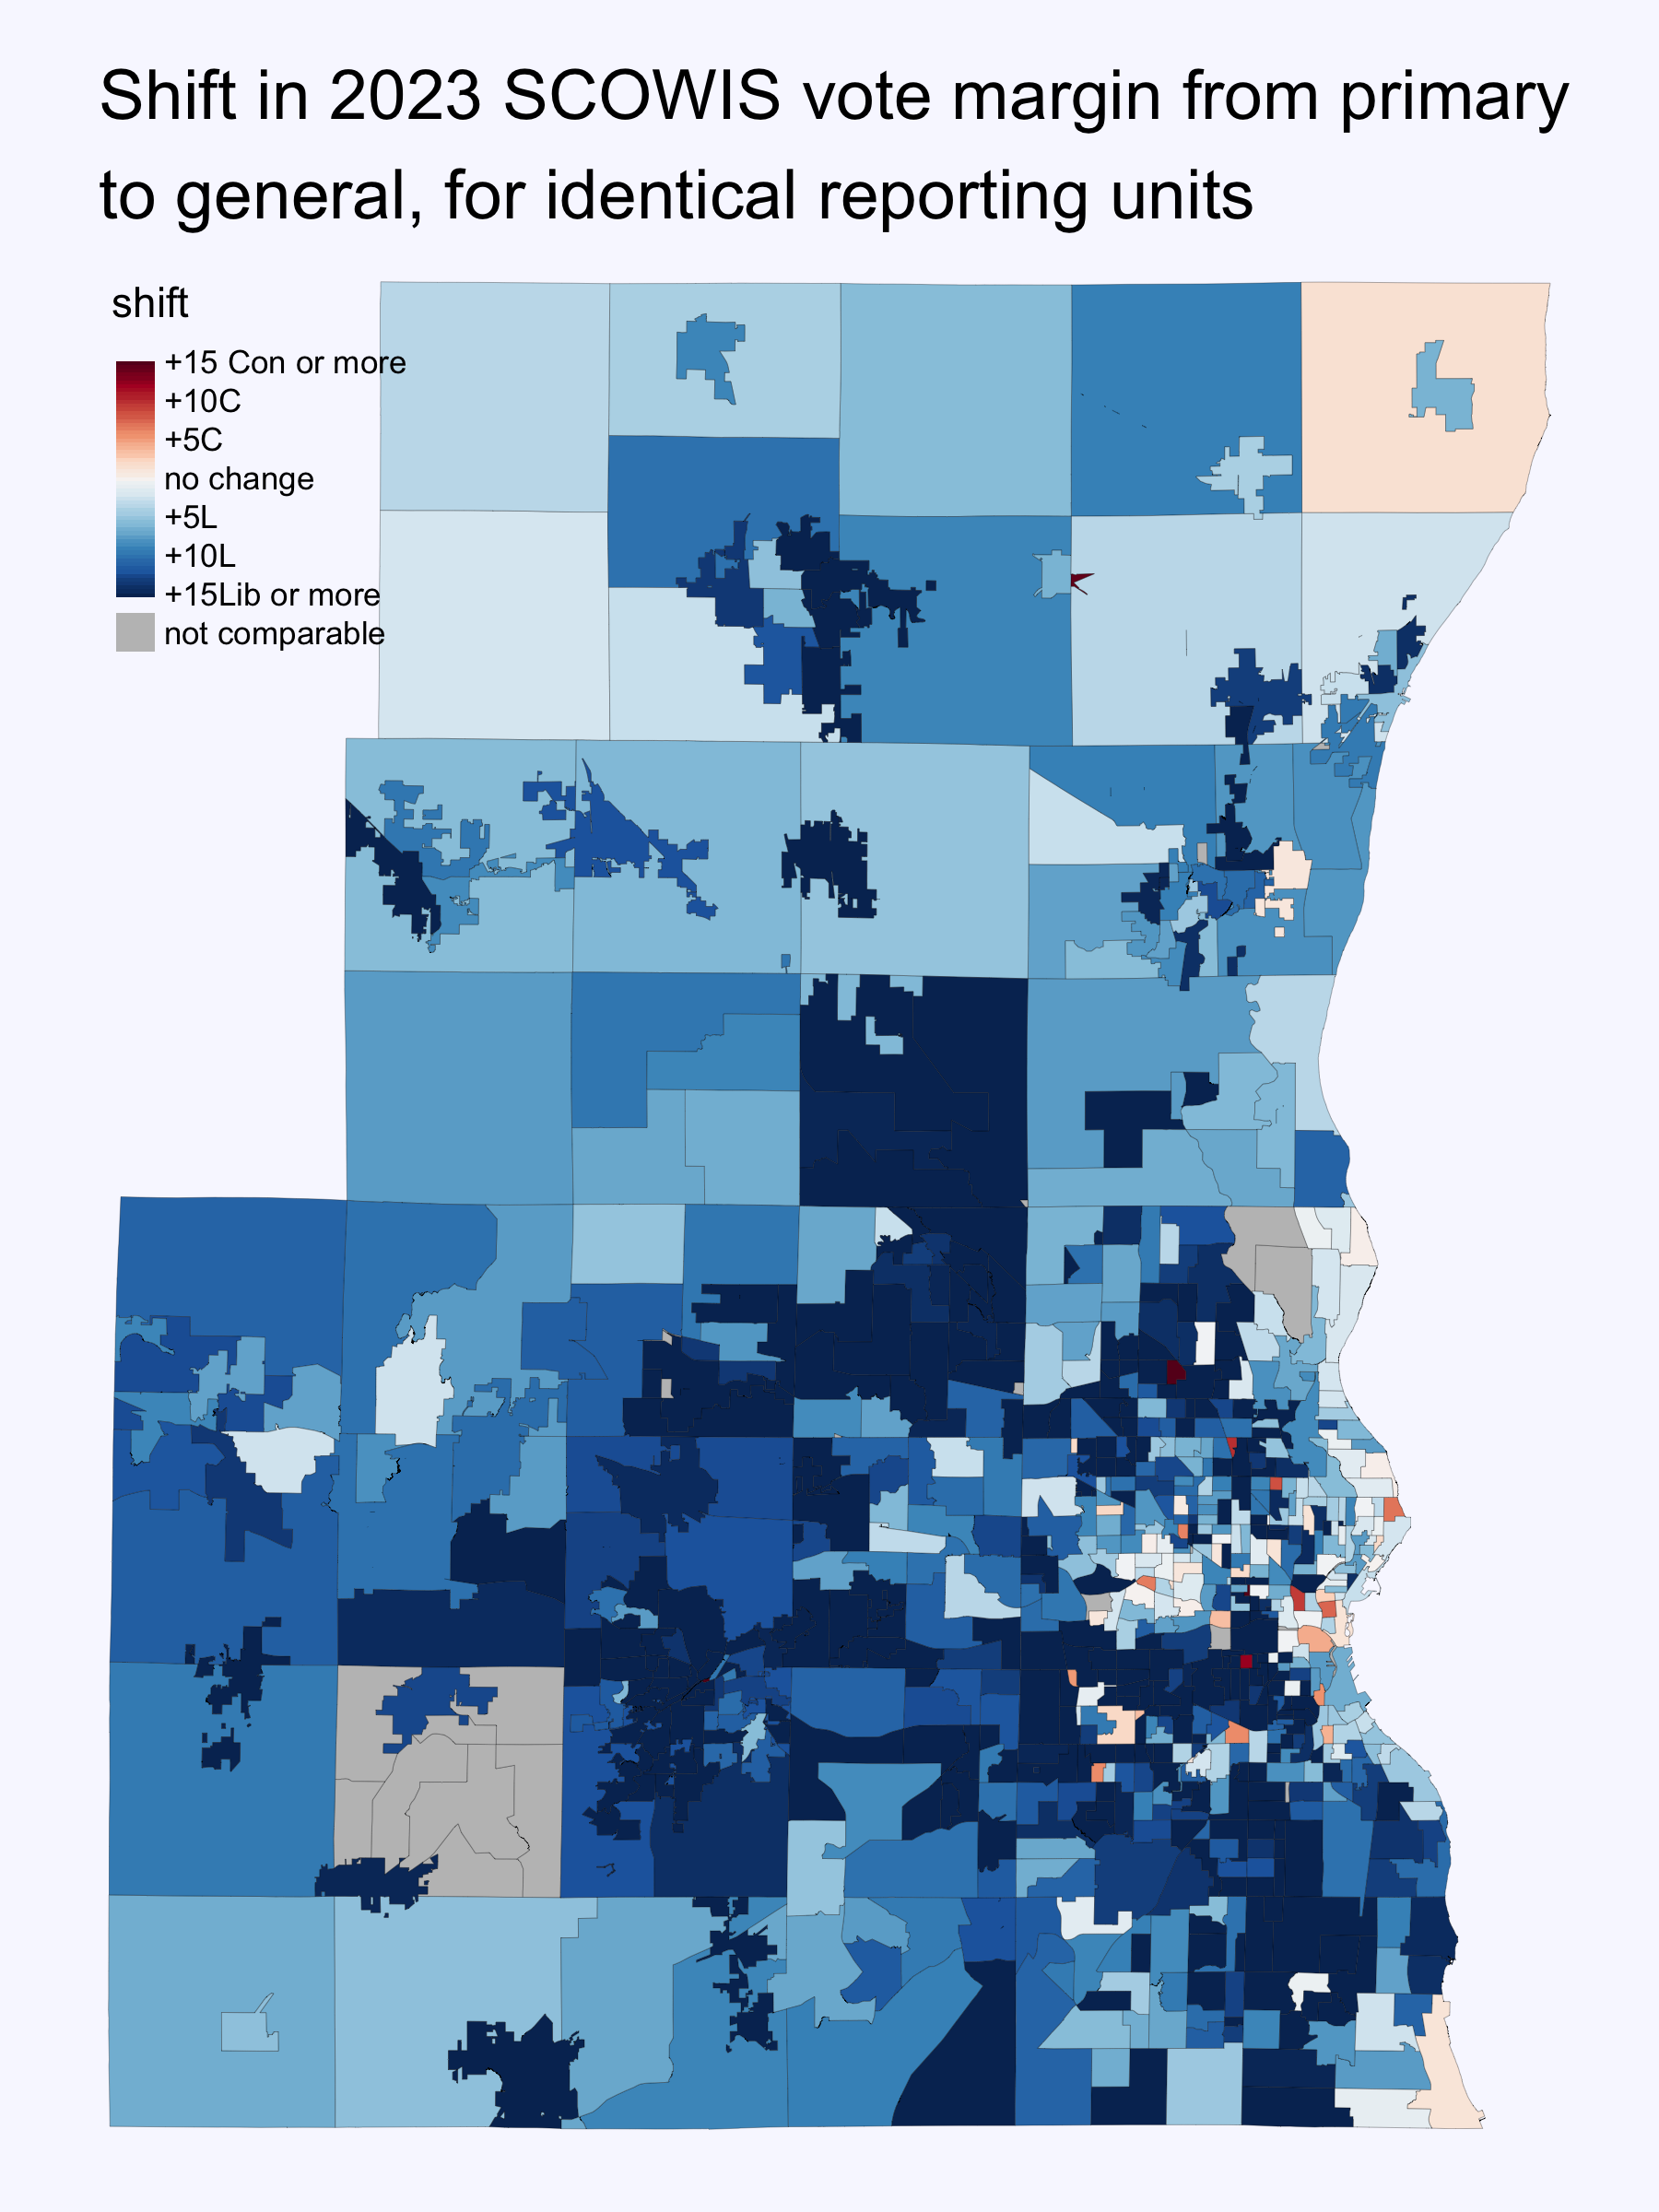 Shift in 2023 SCOWIS vote margin from primary
to general, for identical reporting units
shift
+15 Con or more
+10C
+5C
no change
+5L
+10L
+15Lib or more
not comparable